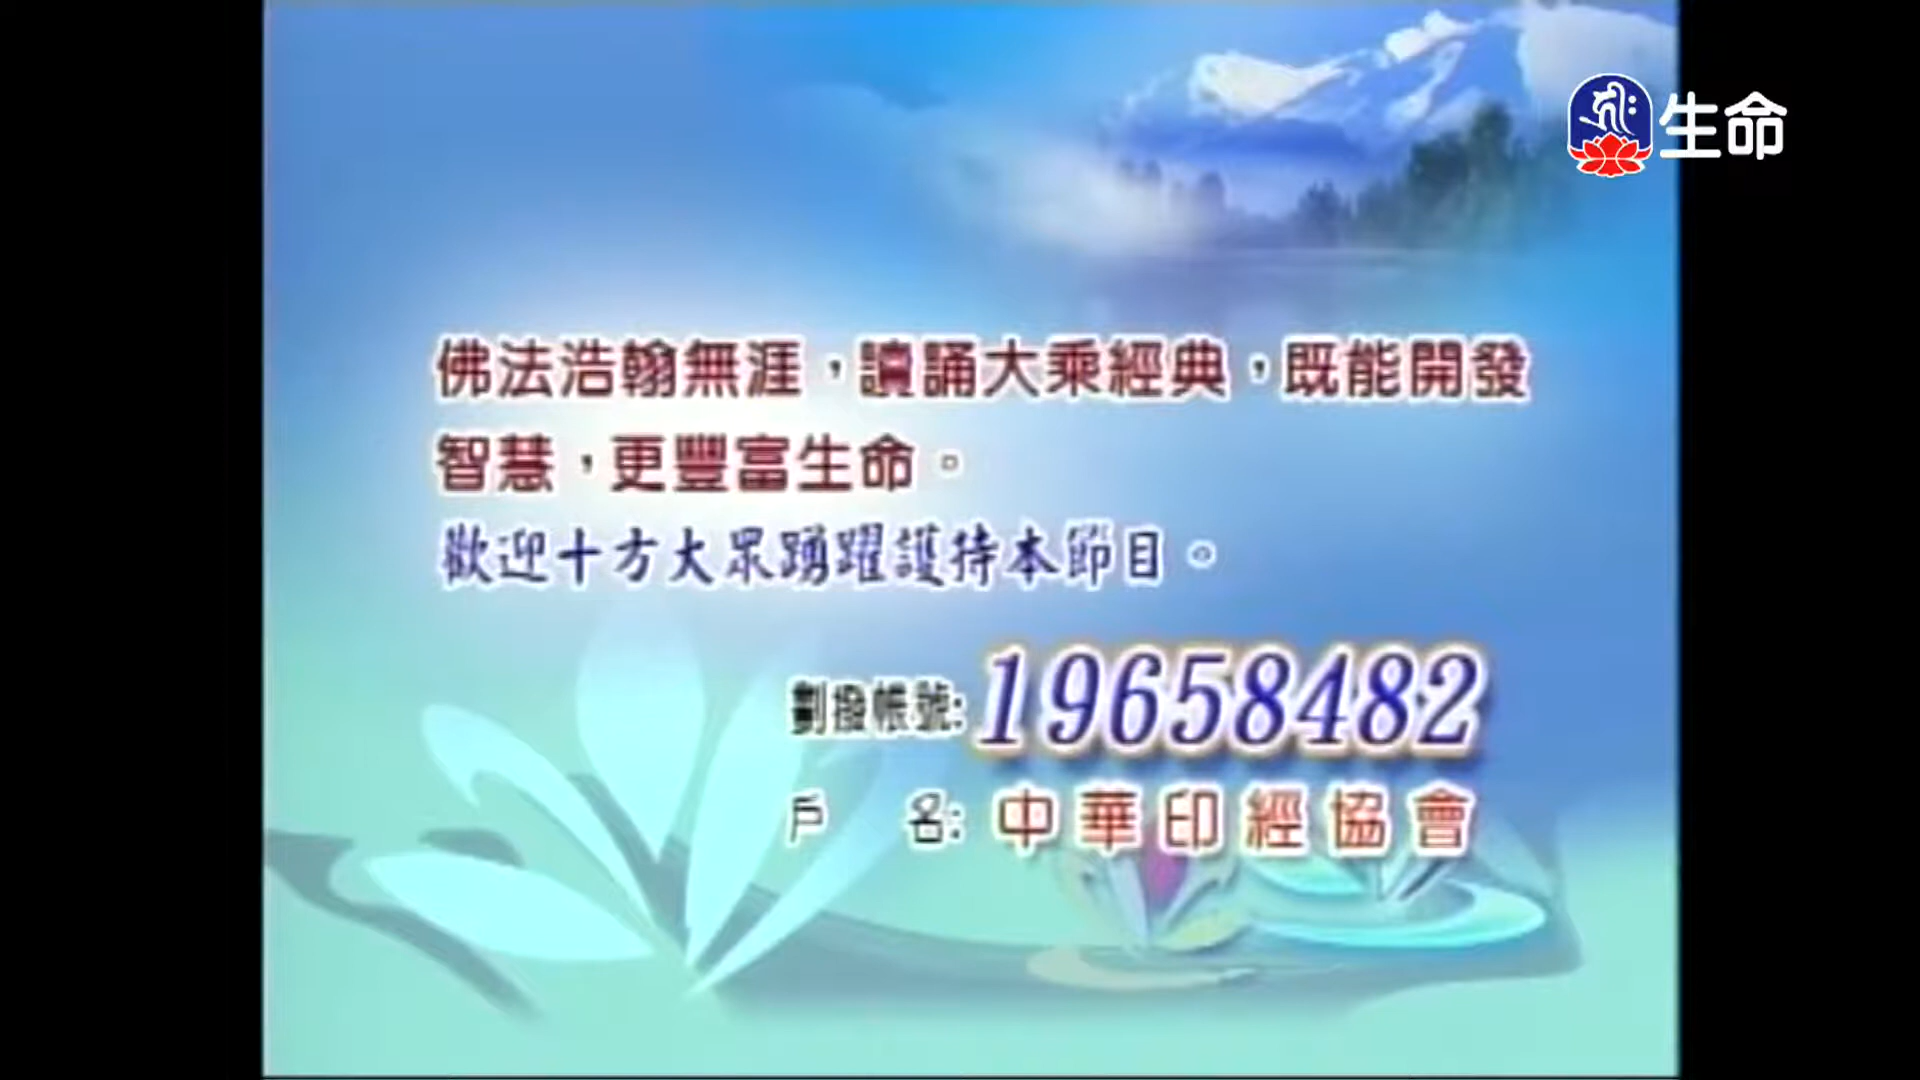 生命
佛法浩翰無涯，讀誦大乘經典，既能開發
智慧，更豐富生命。
歡迎十方大眾踴躍護持本節目。
劃撥帳號: 19658482
戶 名: 中華印經協會